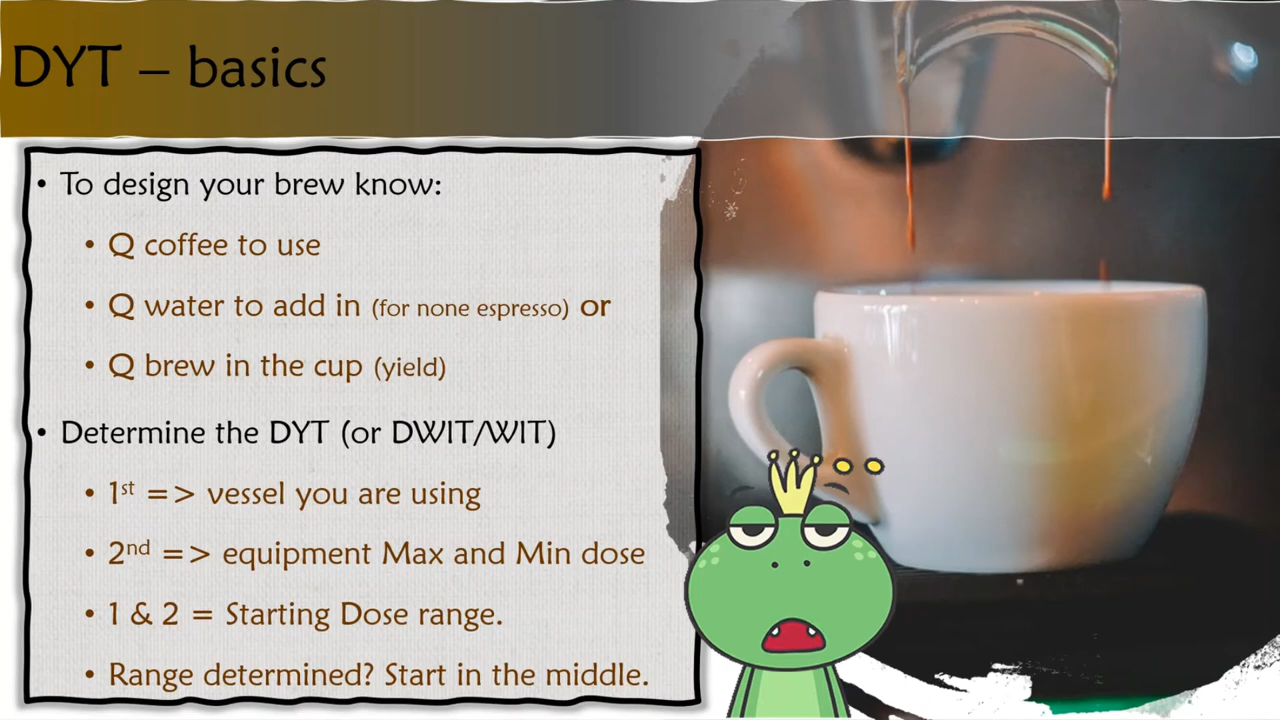 DYT – basics
• To design your brew know:
• Q coffee to use
• Q water to add in (for none espresso) or
• Q brew in the cup (yield)
• Determine the DYT (or DWIT/WIT)
• 1st => vessel you are using
• 2nd => equipment Max and Min dose
• 1 & 2 = Starting Dose range.
• Range determined? Start in the middle.